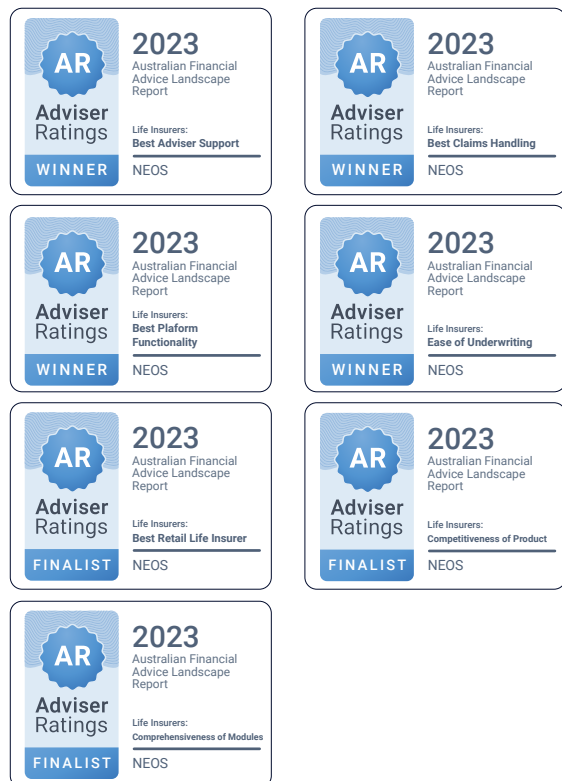 AR
Adviser
Ratings
WINNER
2023
Australian Financial
Advice Landscape
Report
Life Insurers:
Best Adviser Support
NEOS
AR
Adviser
Ratings
WINNER
2023
Australian Financial
Advice Landscape
Report
Life Insurers:
Best Claims Handling
NEOS
AR
Adviser
Ratings
WINNER
2023
Australian Financial
Advice Landscape
Report
Life Insurers:
Best Plaform
Functionality
NEOS
AR
Adviser
Ratings
WINNER
2023
Australian Financial
Advice Landscape
Report
Life Insurers:
Ease of Underwriting
NEOS
AR
Adviser
Ratings
FINALIST
2023
Australian Financial
Advice Landscape
Report
Life Insurers:
Best Retail Life Insurer
NEOS
AR
Adviser
Ratings
FINALIST
2023
Australian Financial
Advice Landscape
Report
Life Insurers:
Competitiveness of Product
NEOS
AR
Adviser
Ratings
FINALIST
2023
Australian Financial
Advice Landscape
Report
Life Insurers:
Comprehensiveness of Modules
NEOS